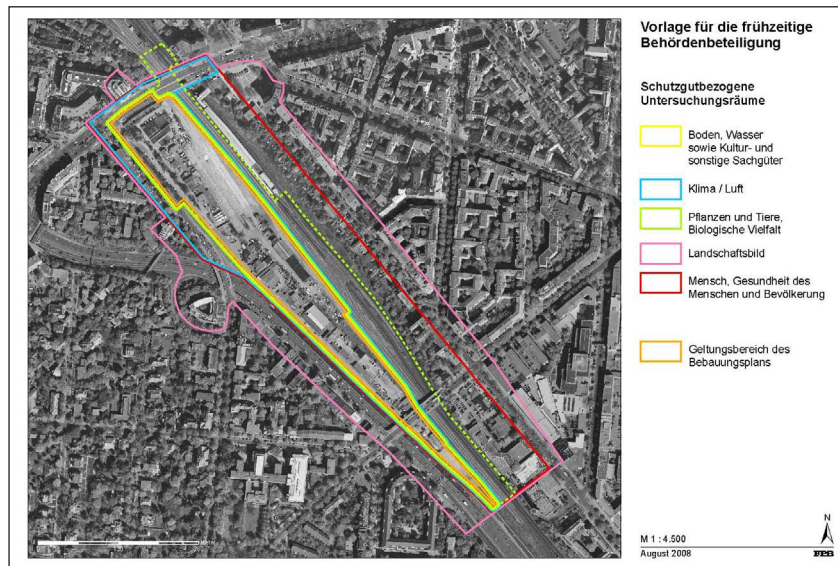 Vorlage für die frühzeitige
Behördenbeteiligung
Schutzgutbezogene
Untersuchungsräume
Boden, Wasser
sowie Kultur- und
sonstige Sachgüter
Klima / Luft
Pflanzen und Tiere,
Biologische Vielfalt
Landschaftsbild
Mensch, Gesundheit des
Menschen und Bevölkerung
Geltungsbereich des
Bebauungsplans
N
M 1 : 4.500
August 2008